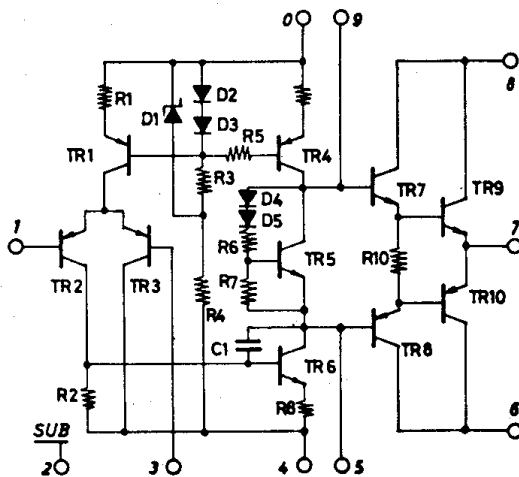 0 9
8
R1
D1
D2
D3
R5
TR1
TR4
R3
D4
D5
TR7
TR9
1
R6
7
TR2
TR3
R7
TR5
R10
R4
TR10
C1
TR8
R2
TR6
R8
SUB
2 3 4 5
6